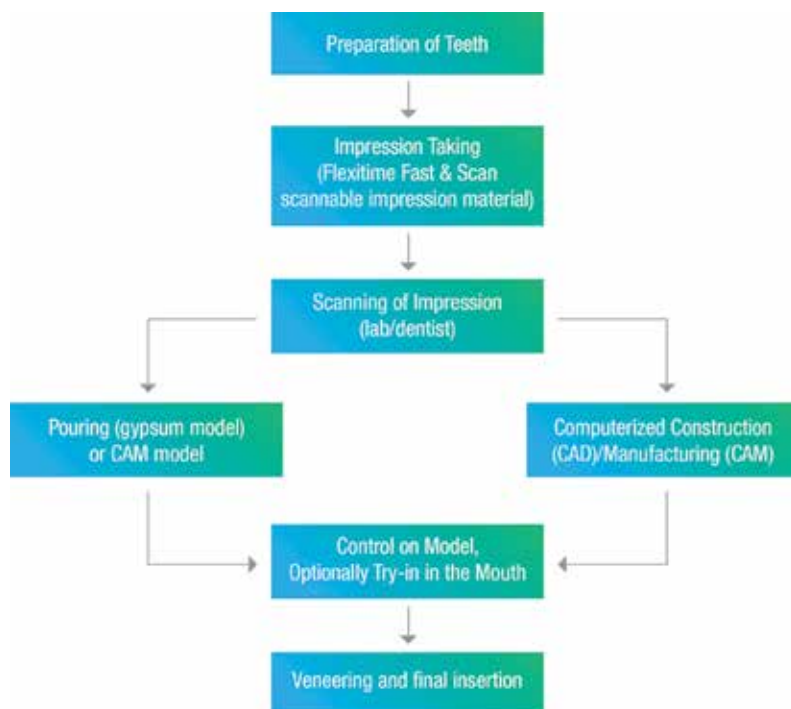 Preparation of Teeth
Impression Taking
(Flexitime Fast & Scan
scannable impression material)
Scanning of Impression
(lab/dentist)
Pouring (gypsum model)
or CAM model
Computerized Construction
(CAD)/Manufacturing (CAM)
Control on Model,
Optionally Try-in in the Mouth
Veneering and final insertion